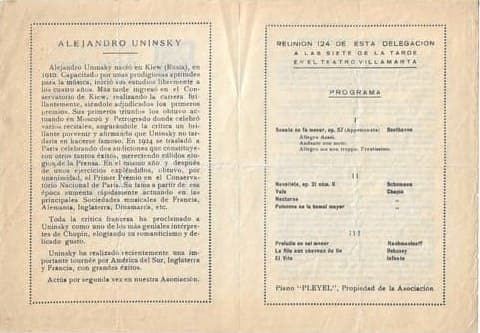 ALEJANDRO UNINSKY
Alejandro Uninsky nació en Kiew (Rusia), en
1910. Capacitado por unas prodigiosas aptitudes
para la música, inició sus estudios libremente a
los cuatro años. Más tarde ingresó en el Conser-
vatorio de Kiew, realizando la carrera bri-
llantemente, siéndole adjudicados los primeros
premios. Sus primeros triunfos los obtuvo ac-
tuando en Moscou y Petrogrado donde celebró
varios recitales, augurándole la crítica un bri-
llante porvenir y afirmando que Uninsky no tar-
daría en hacerse famoso. En 1924 se trasladó a
París celebrando dos audiciones que constituye-
ron otros tantos éxitos, mereciendo cálidos elo-
gios de la Prensa. En el mismo año y después
de unos ejercicios espléndidos, obtuvo, por
unanimidad, el Primer Premio en el Conserva-
torio Nacional de París. Su fama a partir de esa
época aumenta rápidamente actuando en las
principales Sociedades musicales de Francia,
Alemania, Inglaterra, Dinamarca, etc.
Toda la crítica francesa ha proclamado a
Uninsky como uno de los más geniales intérpre-
tes de Chopin, elogiando su romanticismo y de-
licado gusto.
Uninsky ha realizado recientemente una im-
portante tournée por América del Sur, Inglaterra
y Francia, con grandes éxitos.
Actúa por segunda vez en nuestra Asociación.
REUNION 124 DE ESTA DELEGACION
A LAS SIETE DE LA TARDE
EN EL TEATRO VILLAMARTA
PROGRAMA
I
Sonata en fa menor, op. 57 (Appassionata) Beethoven
Allegro Assai.
Andante con moto.
Allegro ma non troppo. Prestissimo.
II
Novelleta, op. 21 núm. 8 Schumann
Vals Chopin
Nocturno "
Polonesa en la bemol mayor "
III
Preludio en sol menor Rachmaninoff
La fille aux cheveux de lin Debussy
El Vito Infante
Piano "PLEYEL", Propiedad de la Asociación